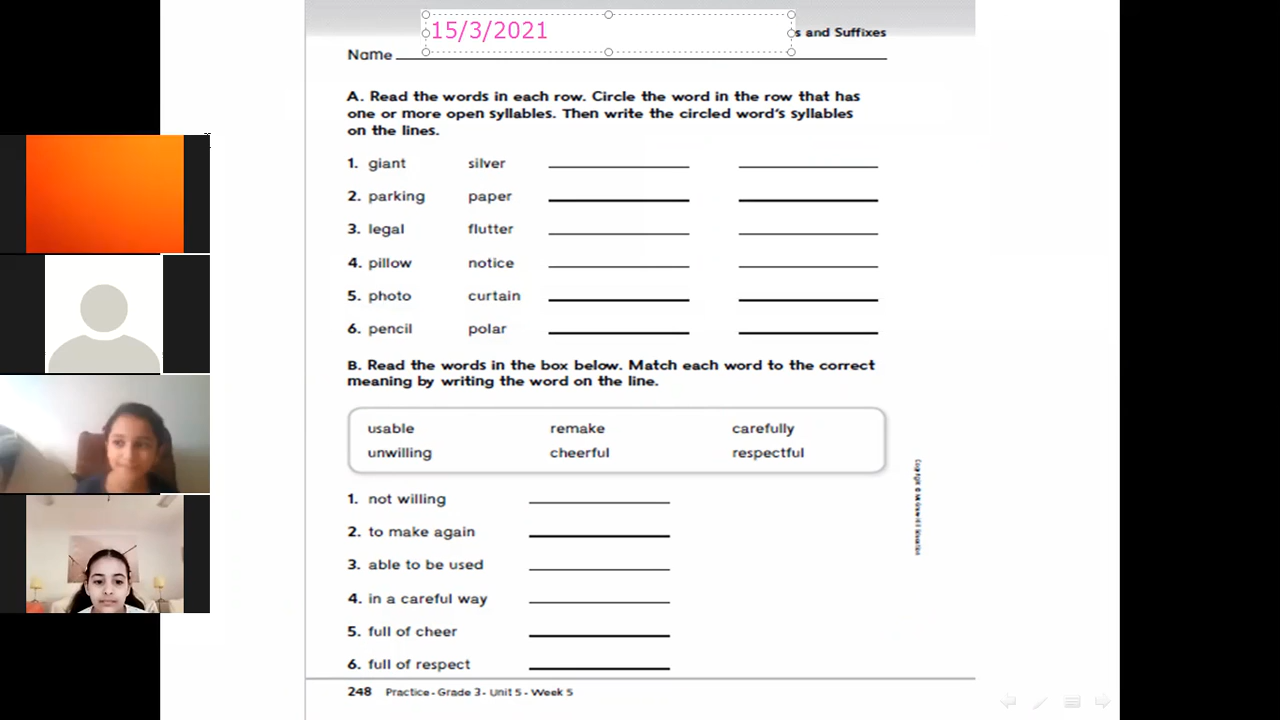 15/3/2021
s and Suffixes
Name
A. Read the words in each row. Circle the word in the row that has
one or more open syllables. Then write the circled word's syllables
on the lines.
1. giant silver
2. parking paper
3. legal flutter
4. pillow notice
5. photo curtain
6. pencil polar
B. Read the words in the box below. Match each word to the correct
meaning by writing the word on the line.
usable remake carefully
unwilling cheerful respectful
1. not willing
2. to make again
3. able to be used
4. in a careful way
5. full of cheer
6. full of respect
Copyright © McGraw-Hill Education
248 Practice • Grade 3 • Unit 5 • Week 5